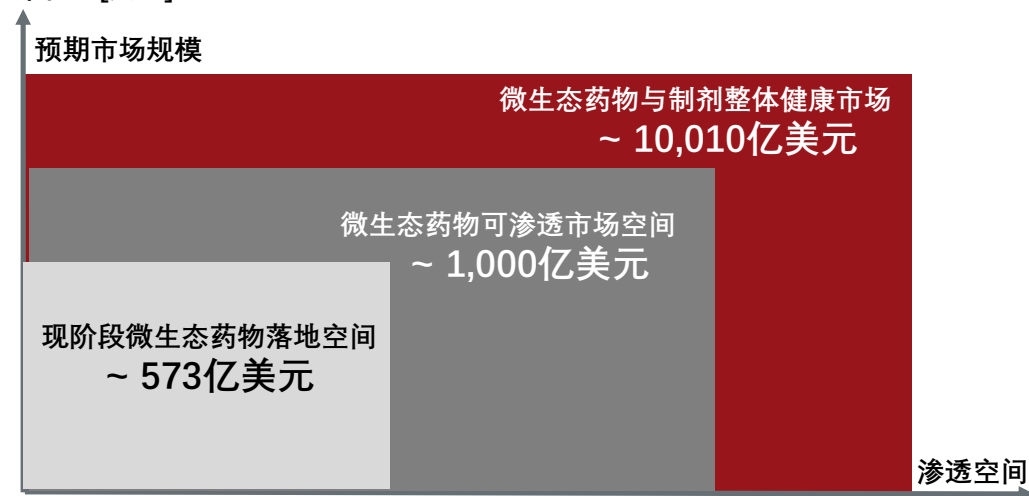 预期市场规模
微生态药物与制剂整体健康市场
~ 10,010亿美元
微生态药物可渗透市场空间
~ 1,000亿美元
现阶段微生态药物落地空间
~ 573亿美元
渗透空间